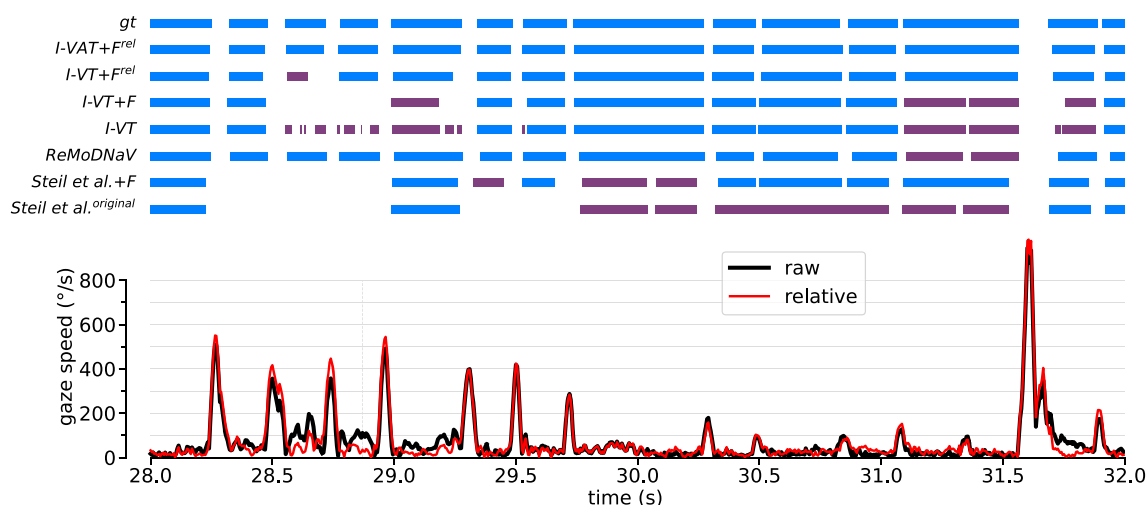 gt
I-VAT+F^rel
I-VT+F^rel
I-VT+F
I-VT
ReMoDNaV
Steil et al.+F
Steil et al.^original
gaze speed (°/s)
800
600
400
200
0
raw
relative
28.0 28.5 29.0 29.5 30.0 30.5 31.0 31.5 32.0
time (s)